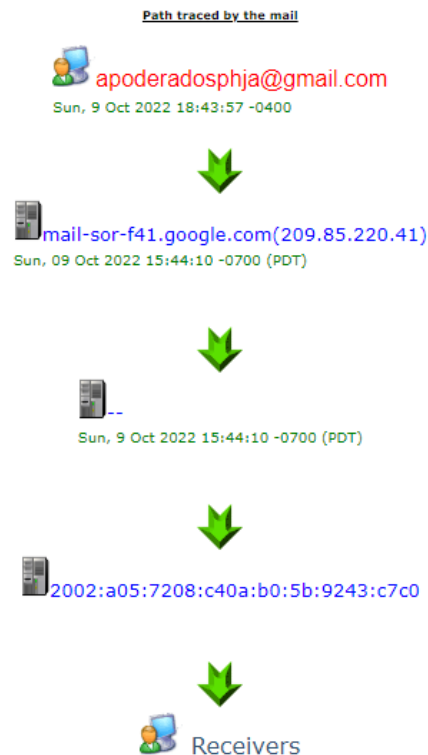 Path traced by the mail
apoderadosphja@gmail.com
Sun, 9 Oct 2022 18:43:57 -0400
mail-sor-f41.google.com(209.85.220.41)
Sun, 09 Oct 2022 15:44:10 -0700 (PDT)
--
Sun, 9 Oct 2022 15:44:10 -0700 (PDT)
2002:a05:7208:c40a:b0:5b:9243:c7c0
Receivers